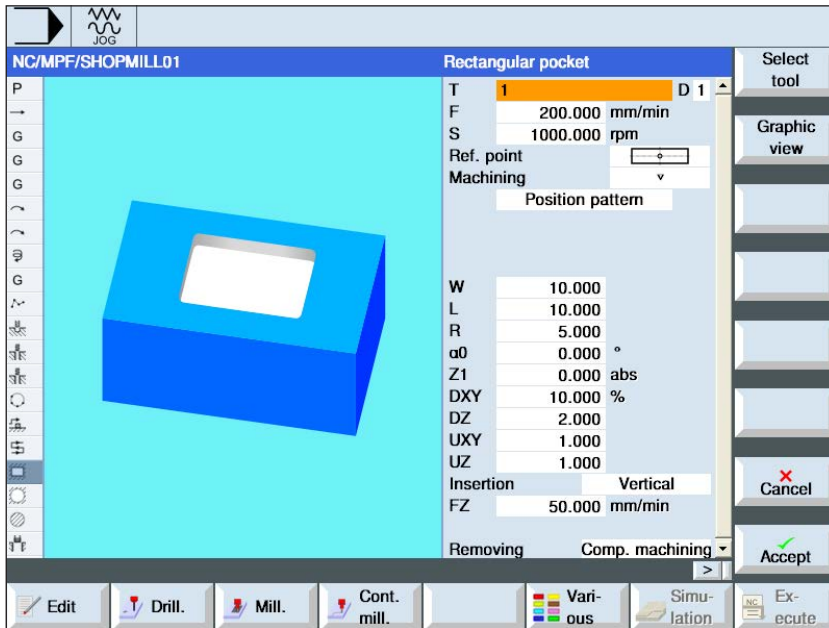 JOG
NC/MPF/SHOPMILL01
Rectangular pocket
Select
tool
P
T 1 D 1
F 200.000 mm/min
G
S 1000.000 rpm
Graphic
view
G
Ref. point
G
Machining ∨
Position pattern
G
W 10.000
L 10.000
R 5.000
α0 0.000 °
Z1 0.000 abs
DXY 10.000 %
DZ 2.000
UXY 1.000
UZ 1.000
Insertion Vertical
FZ 50.000 mm/min
Cancel
Removing Comp. machining
Accept
>
Edit
Drill.
Mill.
Cont.
mill.
Vari-
ous
Simu-
lation
NC
Ex-
ecute